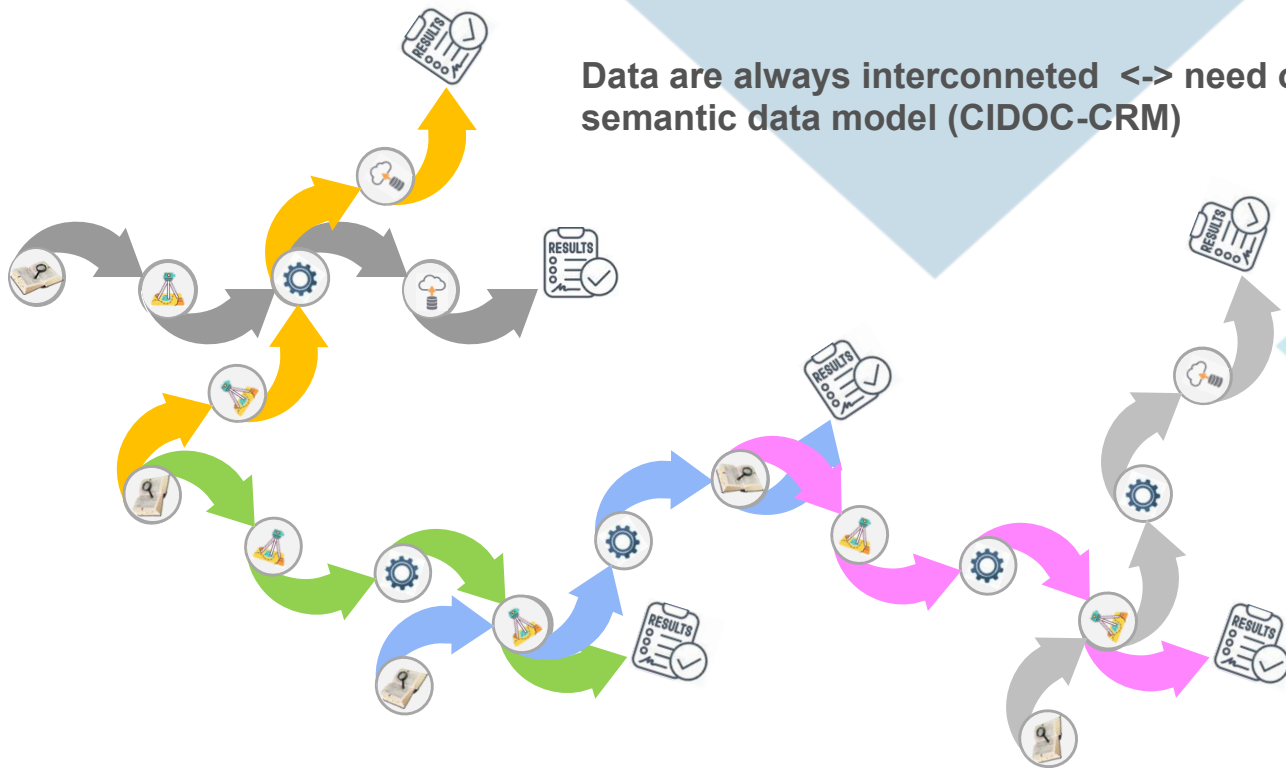 RESULTS
Data are always interconneted <-> need
semantic data model (CIDOC-CRM)
RESULTS
RESULTS
RESULTS
RESULTS
RESULTS